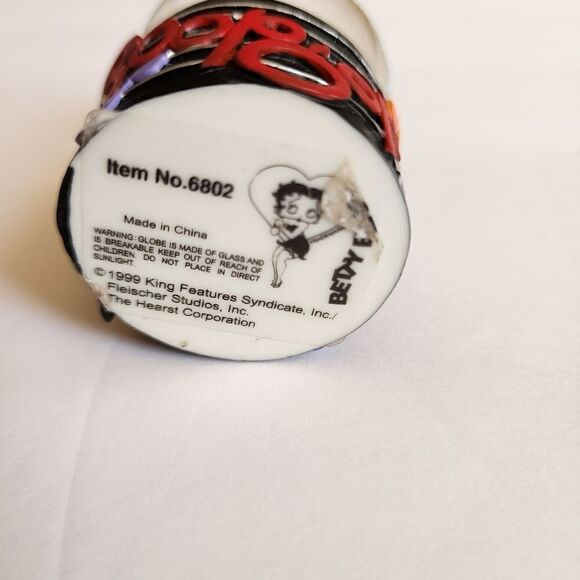 Item No.6802
Made in China
WARNING: GLOBE IS MADE OF GLASS AND
IS BREAKABLE KEEP OUT OF REACH OF
CHILDREN. DO NOT PLACE IN DIRECT
SUNLIGHT.
©1999 King Features Syndicate, Inc./
Fleischer Studios, Inc.
The Hearst Corporation
BETTY